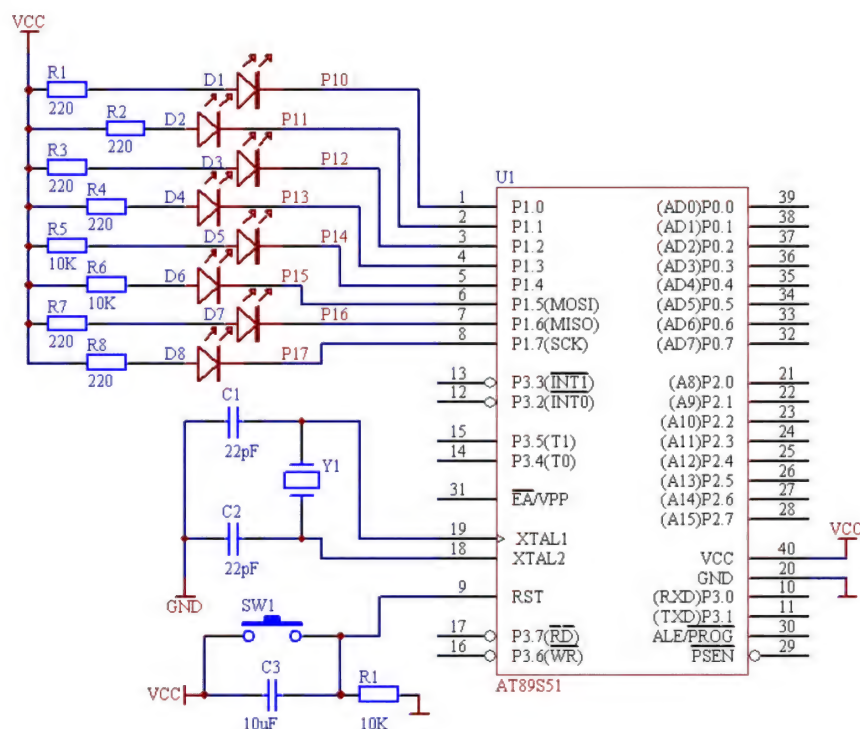 VCC
R1 D1 P10
220
R2 D2 P11
220
R3 D3 P12
220
R4 D4 P13
220
R5 D5 P14
10K
R6 D6 P15
10K
R7 D7 P16
220
R8 D8 P17
220
C1
22pF
Y1
C2
22pF
GND
SW1
VCC
C3
10uF
R1
10K
U1
1 P1.0 (AD0)P0.0 39
2 P1.1 (AD1)P0.1 38
3 P1.2 (AD2)P0.2 37
4 P1.3 (AD3)P0.3 36
5 P1.4 (AD4)P0.4 35
6 P1.5(MOSI) (AD5)P0.5 34
7 P1.6(MISO) (AD6)P0.6 33
8 P1.7(SCK) (AD7)P0.7 32
13 P3.3(INT1) (A8)P2.0 21
12 P3.2(INT0) (A9)P2.1 22
(A10)P2.2 23
15 P3.5(T1) (A11)P2.3 24
14 P3.4(T0) (A12)P2.4 25
(A13)P2.5 26
31 EA/VPP (A14)P2.6 27
(A15)P2.7 28
19 XTAL1
18 XTAL2 VCC 40
VCC
GND 20
9 RST (RXD)P3.0 10
(TXD)P3.1 11
17 P3.7(RD) ALE/PROG 30
16 P3.6(WR) PSEN 29
AT89S51